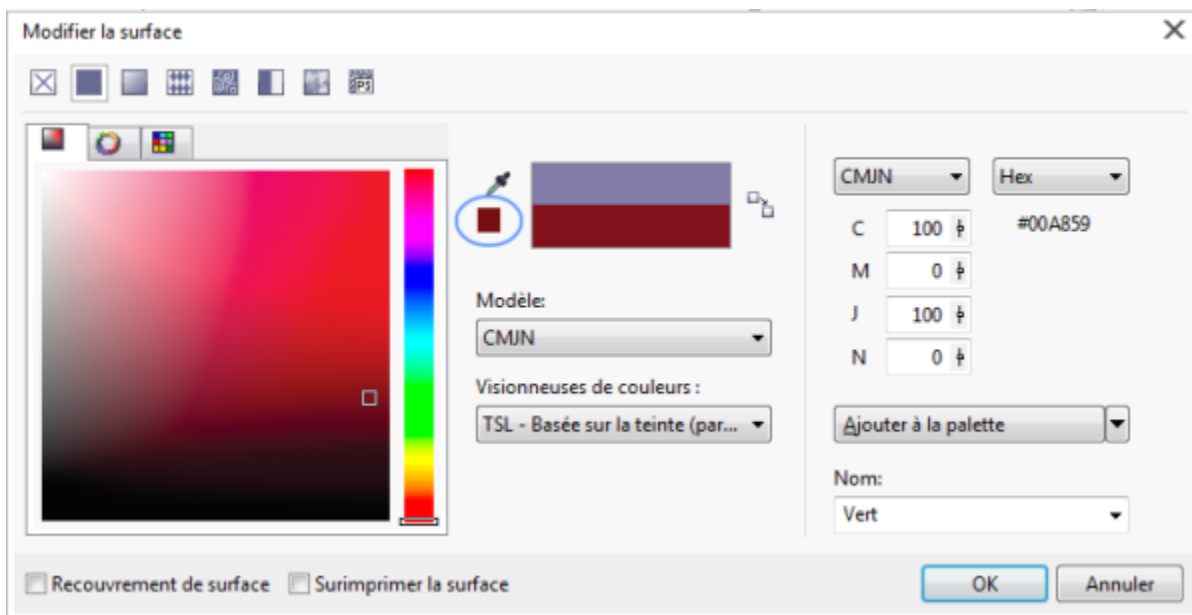 Modifier la surface
PS
CMJN
Hex
C 100
#00A859
M 0
J 100
N 0
Modèle:
CMJN
Visionneuses de couleurs :
TSL - Basée sur la teinte (par...
Ajouter à la palette
Nom:
Vert
Recouvrement de surface
Surimprimer la surface
OK
Annuler